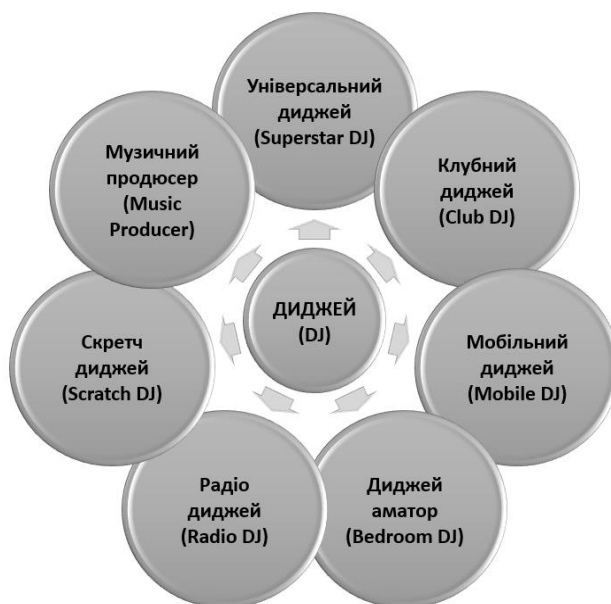 Універсальний
диджей
(Superstar DJ)
Клубний
диджей
(Club DJ)
Мобільний
диджей
(Mobile DJ)
Диджей
аматор
(Bedroom DJ)
Радіо
диджей
(Radio DJ)
Скретч
диджей
(Scratch DJ)
Музичний
продюсер
(Music
Producer)
ДИДЖЕЙ
(DJ)